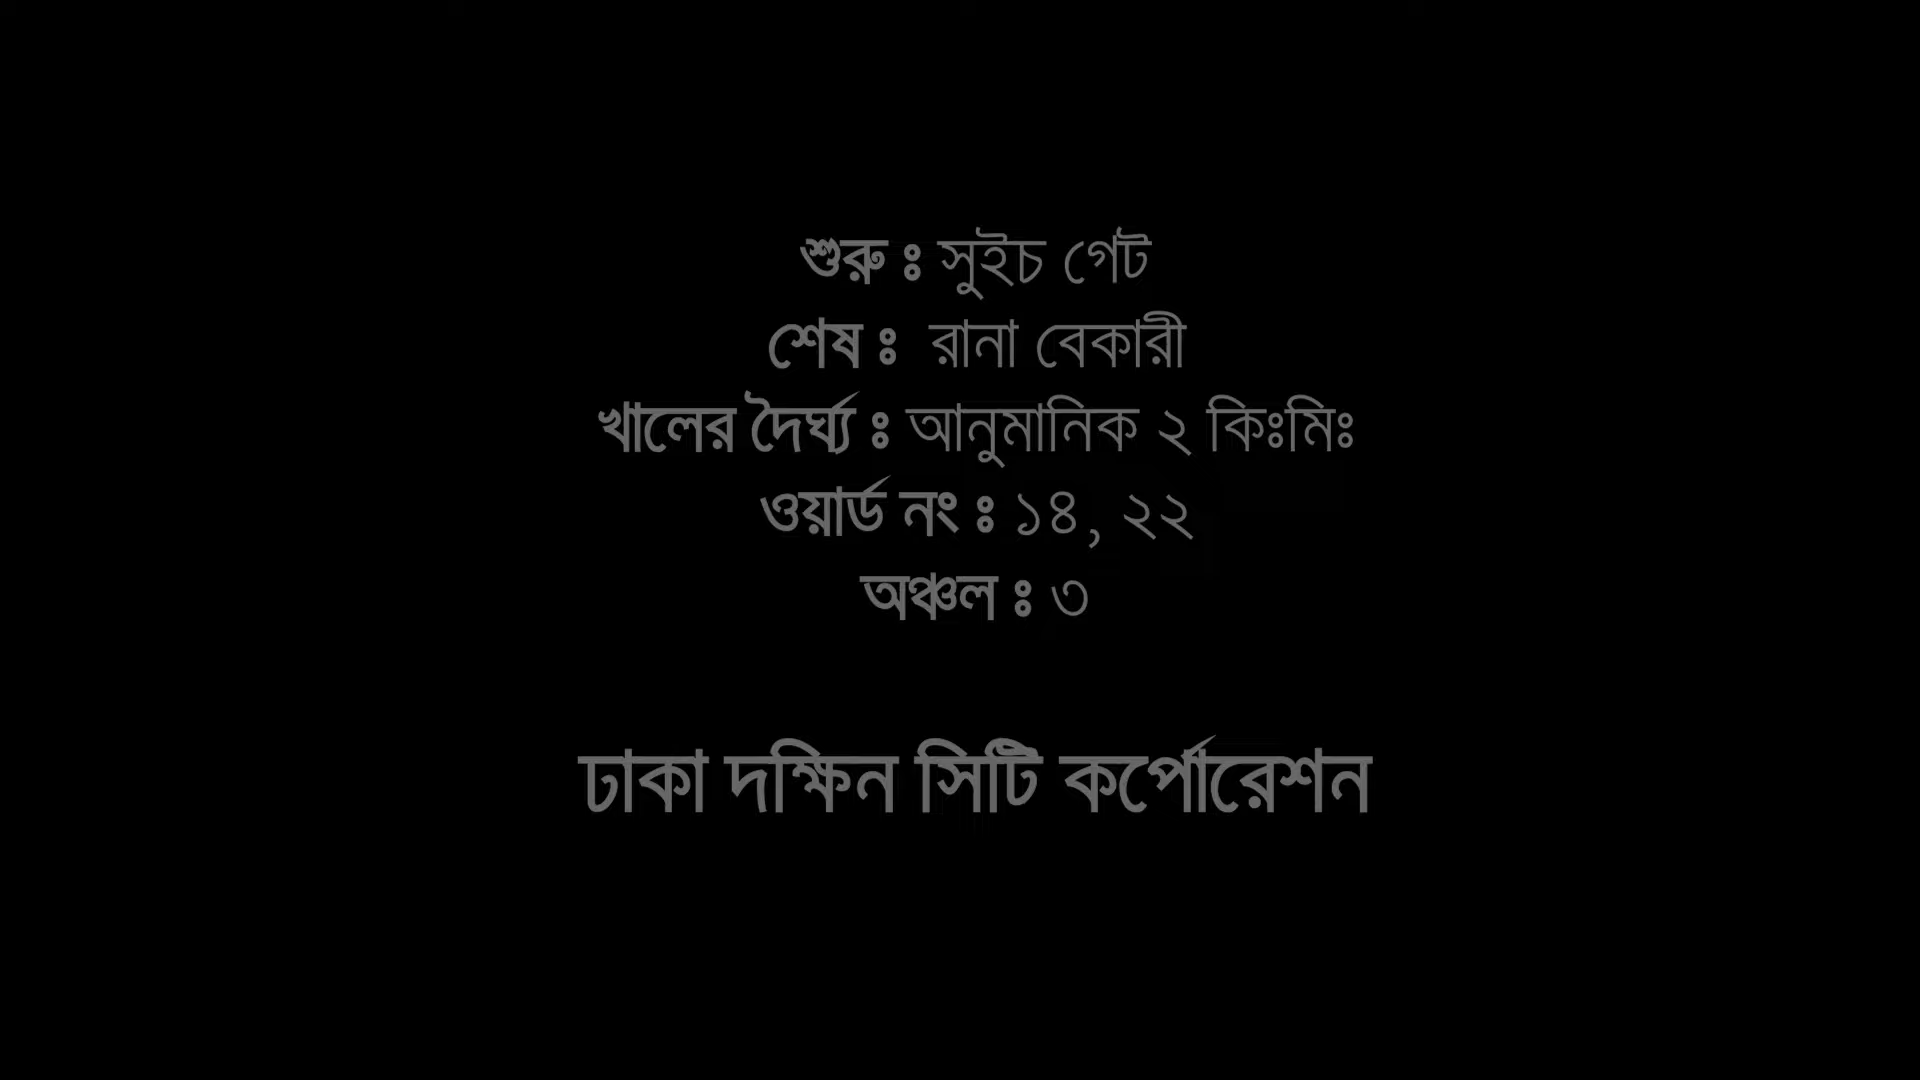 শুরু ঃ সুইচ গেট
শেষ ঃ রানা বেকারী
খালের দৈর্ঘ্য ঃ আনুমানিক ২ কিঃমিঃ
ওয়ার্ড নং ঃ ১৪, ২২
অঞ্চল ঃ ৩
ঢাকা দক্ষিন সিটি কর্পোরেশন